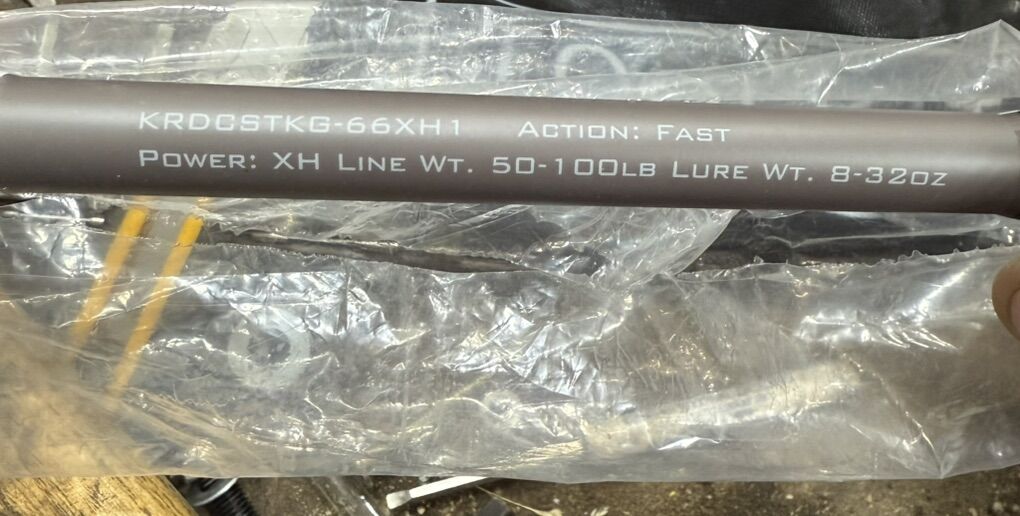 KRDCSTKG-66XH1 ACTION: FAST
POWER: XH LINE WT. 50-100LB LURE WT. 8-32OZ